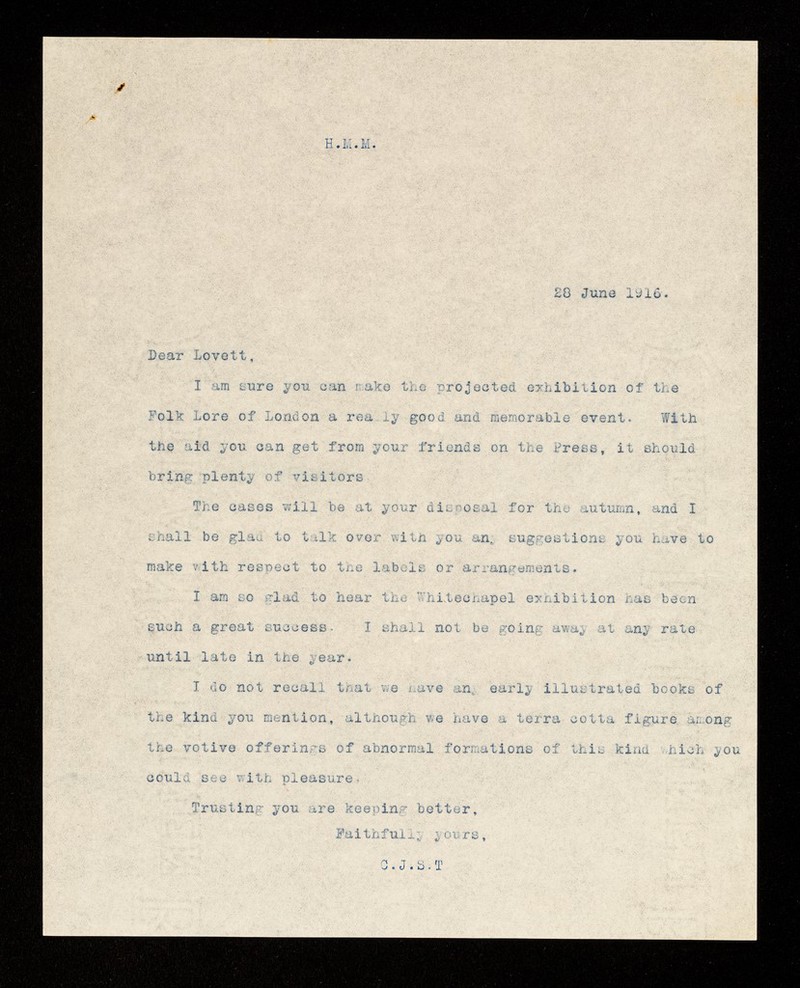 H.M.M.
28 June 1916.
Dear Lovett,
I am sure you can make the projected exhibition of the
Folk Lore of London a really good and memorable event. With
the aid you can get from your friends on the Press, it should
bring plenty of visitors
The cases will be at your disposal for the autumn, and I
shall be glad to talk over with you any suggestions you have to
make with respect to the labels or arrangements.
I am so glad to hear the Whitechapel exhibition has been
such a great success. I shall not be going away at any rate
until late in the year.
I do not recall that we have any early illustrated books of
the kind you mention, although we have a terra cotta figure among
the votive offerings of abnormal formations of this kind which you
could see with pleasure.
Trusting you are keeping better,
Faithfully yours,
C.J.S.T